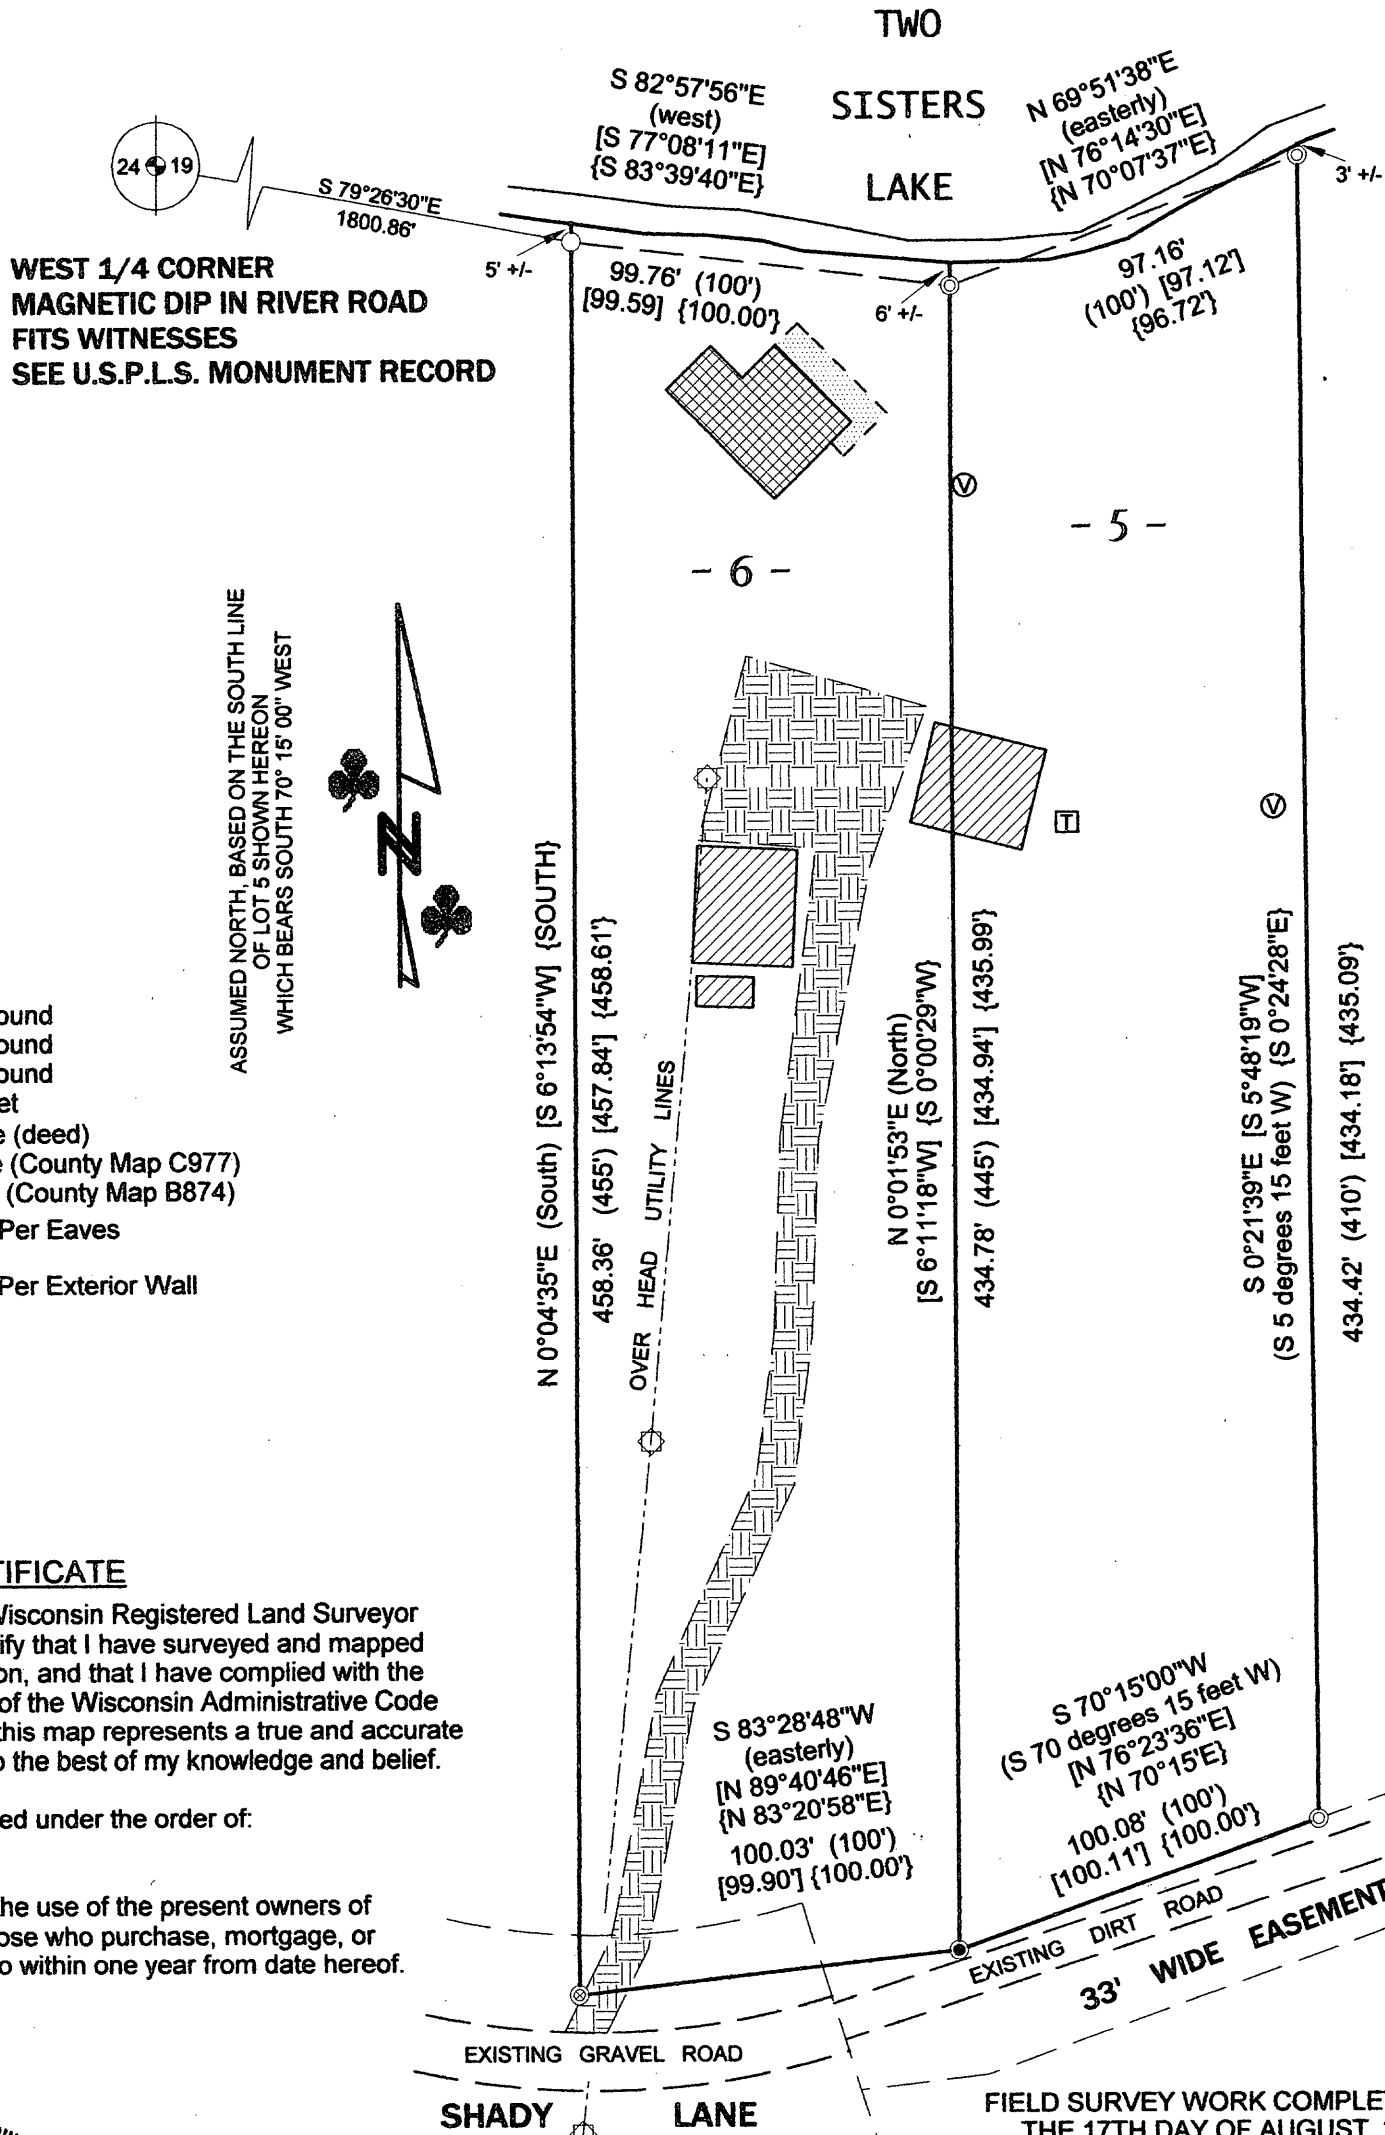 TWO
SISTERS
LAKE
S 82°57'56"E
(west)
[S 77°08'11"E]
{S 83°39'40"E}
N 69°51'38"E
(easterly)
[N 76°14'30"E]
{N 70°07'37"E}
24 19
S 79°26'30"E
1800.86'
WEST 1/4 CORNER
MAGNETIC DIP IN RIVER ROAD
FITS WITNESSES
SEE U.S.P.L.S. MONUMENT RECORD
5' +/-
99.76' (100')
[99.59] {100.00'}
6' +/-
97.16'
(100') [97.12']
{96.72'}
3' +/-
V
- 5 -
- 6 -
ASSUMED NORTH, BASED ON THE SOUTH LINE
OF LOT 5 SHOWN HEREON
WHICH BEARS SOUTH 70° 15' 00" WEST
N
T
V
N 0°04'35"E (South) [S 6°13'54"W] {SOUTH}
458.36' (455') [457.84'] {458.61'}
OVER HEAD UTILITY LINES
N 0°01'53"E (North)
[S 6°11'18"W] {S 0°00'29"W}
434.78' (445') [434.94'] {435.99'}
S 0°21'39"E [S 5°48'19"W]
(S 5 degrees 15 feet W) {S 0°24'28"E}
434.42' (410') [434.18'] {435.09'}
ound
ound
ound
et
e (deed)
e (County Map C977)
(County Map B874)
Per Eaves
Per Exterior Wall
TIFICATE
Wisconsin Registered Land Surveyor
ify that I have surveyed and mapped
on, and that I have complied with the
of the Wisconsin Administrative Code
this map represents a true and accurate
o the best of my knowledge and belief.
ed under the order of:
he use of the present owners of
ose who purchase, mortgage, or
o within one year from date hereof.
S 83°28'48"W
(easterly)
[N 89°40'46"E]
{N 83°20'58"E}
100.03' (100')
[99.90'] {100.00'}
S 70°15'00"W
(S 70 degrees 15 feet W)
[N 76°23'36"E]
{N 70°15'E}
100.08' (100')
[100.11'] {100.00'}
EXISTING DIRT ROAD
33' WIDE EASEMENT
EXISTING GRAVEL ROAD
SHADY LANE
FIELD SURVEY WORK COMPLE
THE 17TH DAY OF AUGUST,